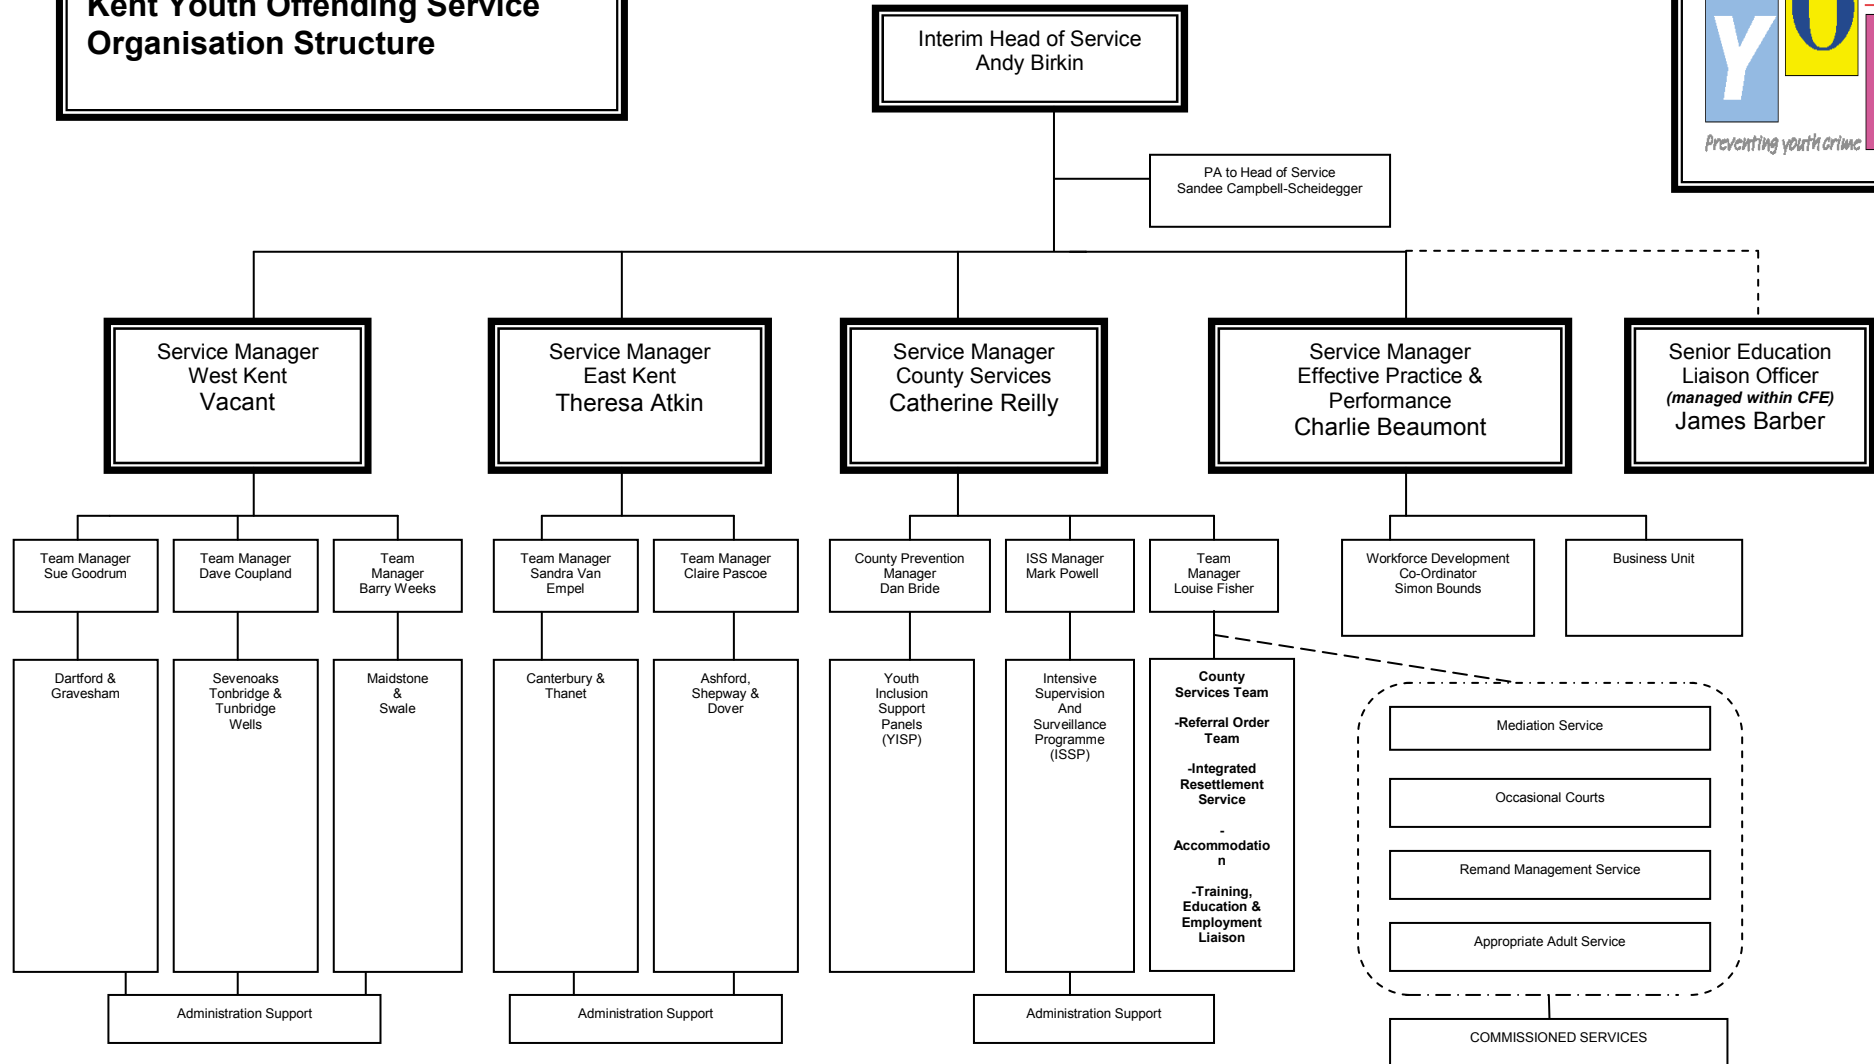 Kent Youth Offending Service
Organisation Structure
Interim Head of Service
Andy Birkin
Y
O
Preventing youth crime
PA to Head of Service
Sandee Campbell-Scheidegger
Service Manager
West Kent
Vacant
Service Manager
East Kent
Theresa Atkin
Service Manager
County Services
Catherine Reilly
Service Manager
Effective Practice &
Performance
Charlie Beaumont
Senior Education
Liaison Officer
(managed within CFE)
James Barber
Team Manager
Sue Goodrum
Team Manager
Dave Coupland
Team
Manager
Barry Weeks
Team Manager
Sandra Van
Empel
Team Manager
Claire Pascoe
County Prevention
Manager
Dan Bride
ISS Manager
Mark Powell
Team
Manager
Louise Fisher
Workforce Development
Co-Ordinator
Simon Bounds
Business Unit
Dartford &
Gravesham
Sevenoaks
Tonbridge &
Tunbridge
Wells
Maidstone
&
Swale
Canterbury &
Thanet
Ashford,
Shepway &
Dover
Youth
Inclusion
Support
Panels
(YISP)
Intensive
Supervision
And
Surveillance
Programme
(ISSP)
County
Services Team
-Referral Order
Team
-Integrated
Resettlement
Service
-
Accommodatio
n
-Training,
Education &
Employment
Liaison
Mediation Service
Occasional Courts
Remand Management Service
Appropriate Adult Service
Administration Support
Administration Support
Administration Support
COMMISSIONED SERVICES